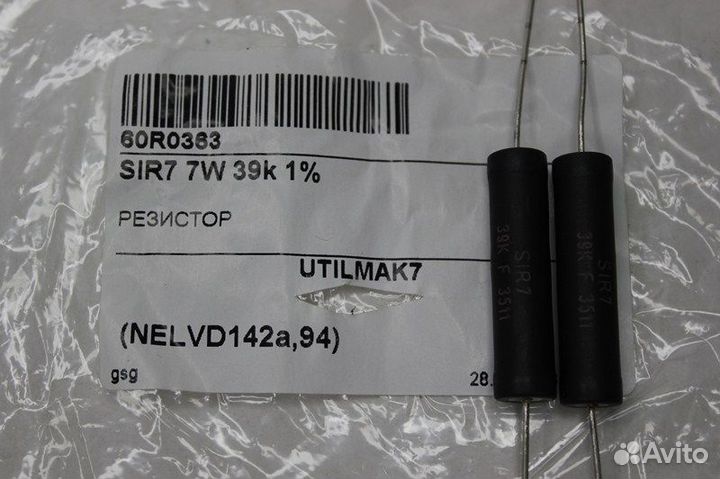 60R0363
SIR7 7W 39k 1%
РЕЗИСТОР
UTILMAK7
(NELVD142a,94)
gsg
28.
SIR7
39K F 3511
SIR7
39K F 3511
Avito